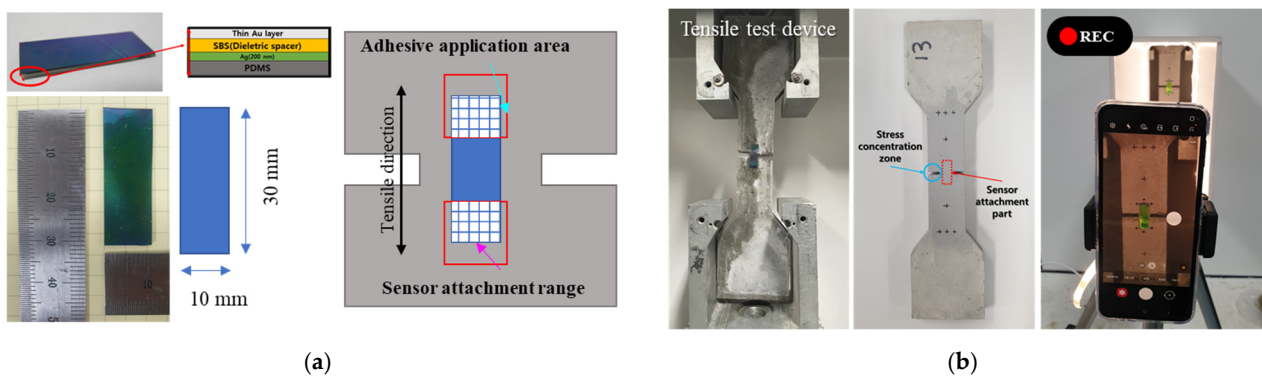 Thin Au layer
SBS(Dieletric spacer)
Ag(200 nm)
PDMS
10
20
30
40
5
10
30 mm
10 mm
Adhesive application area
Tensile direction
Sensor attachment range
(a)
Tensile test device
13
Stress
concentration
zone
Sensor
attachment
part
REC
(b)